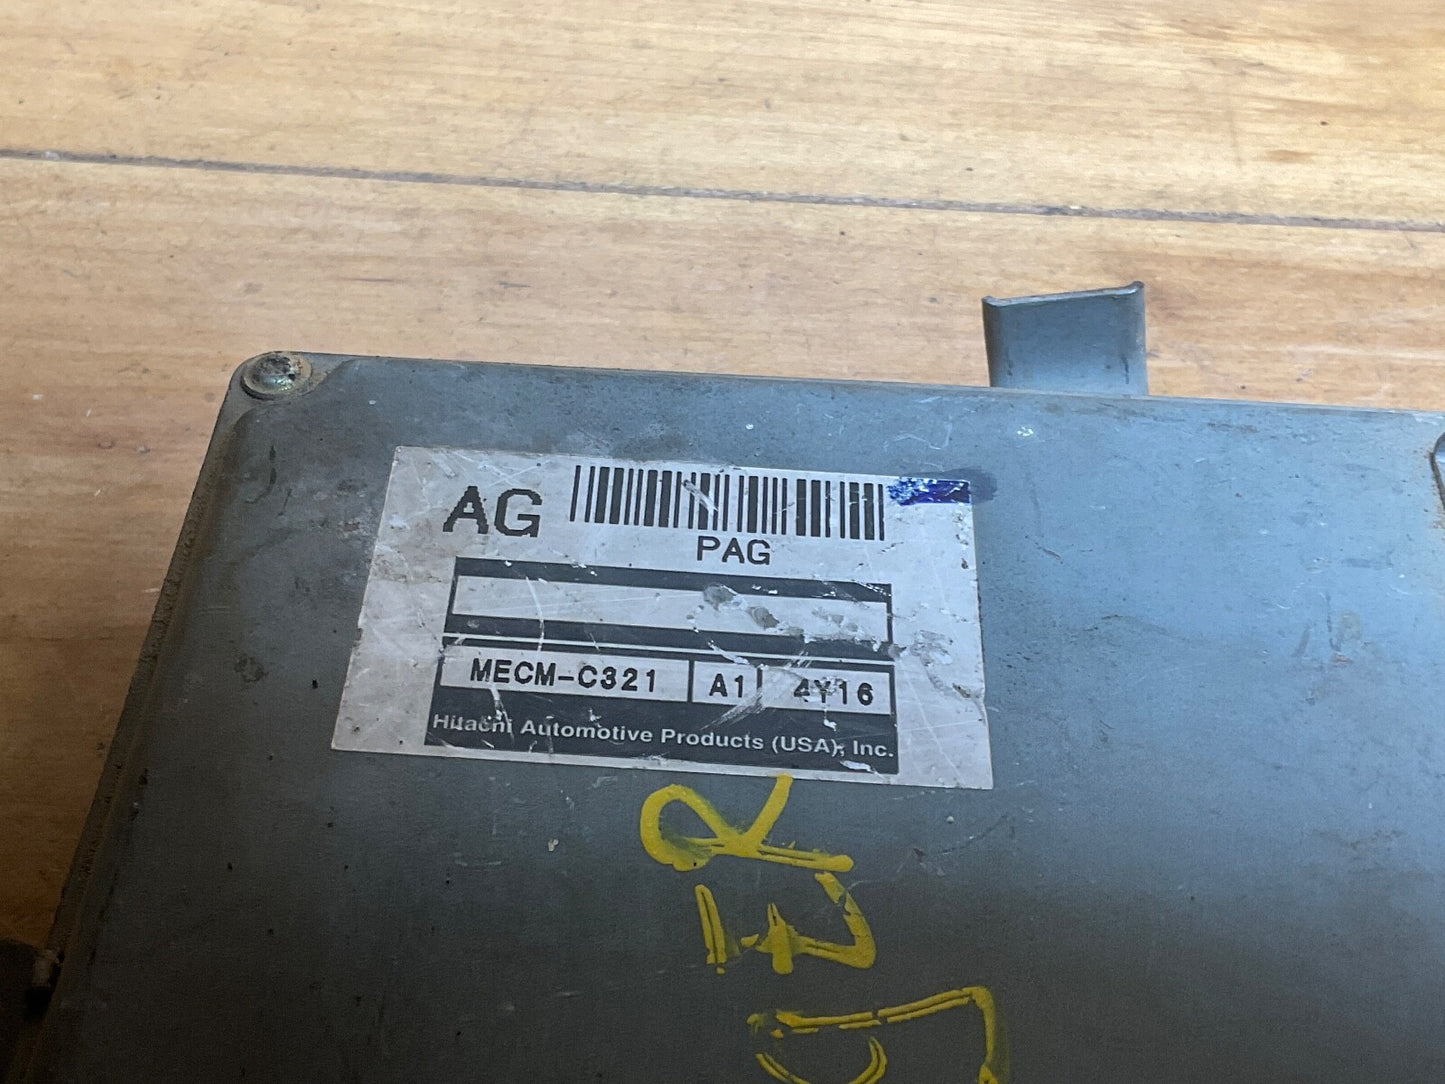 AG
PAG
MECM-C321 A1 4Y16
Hitachi Automotive Products (USA), Inc.